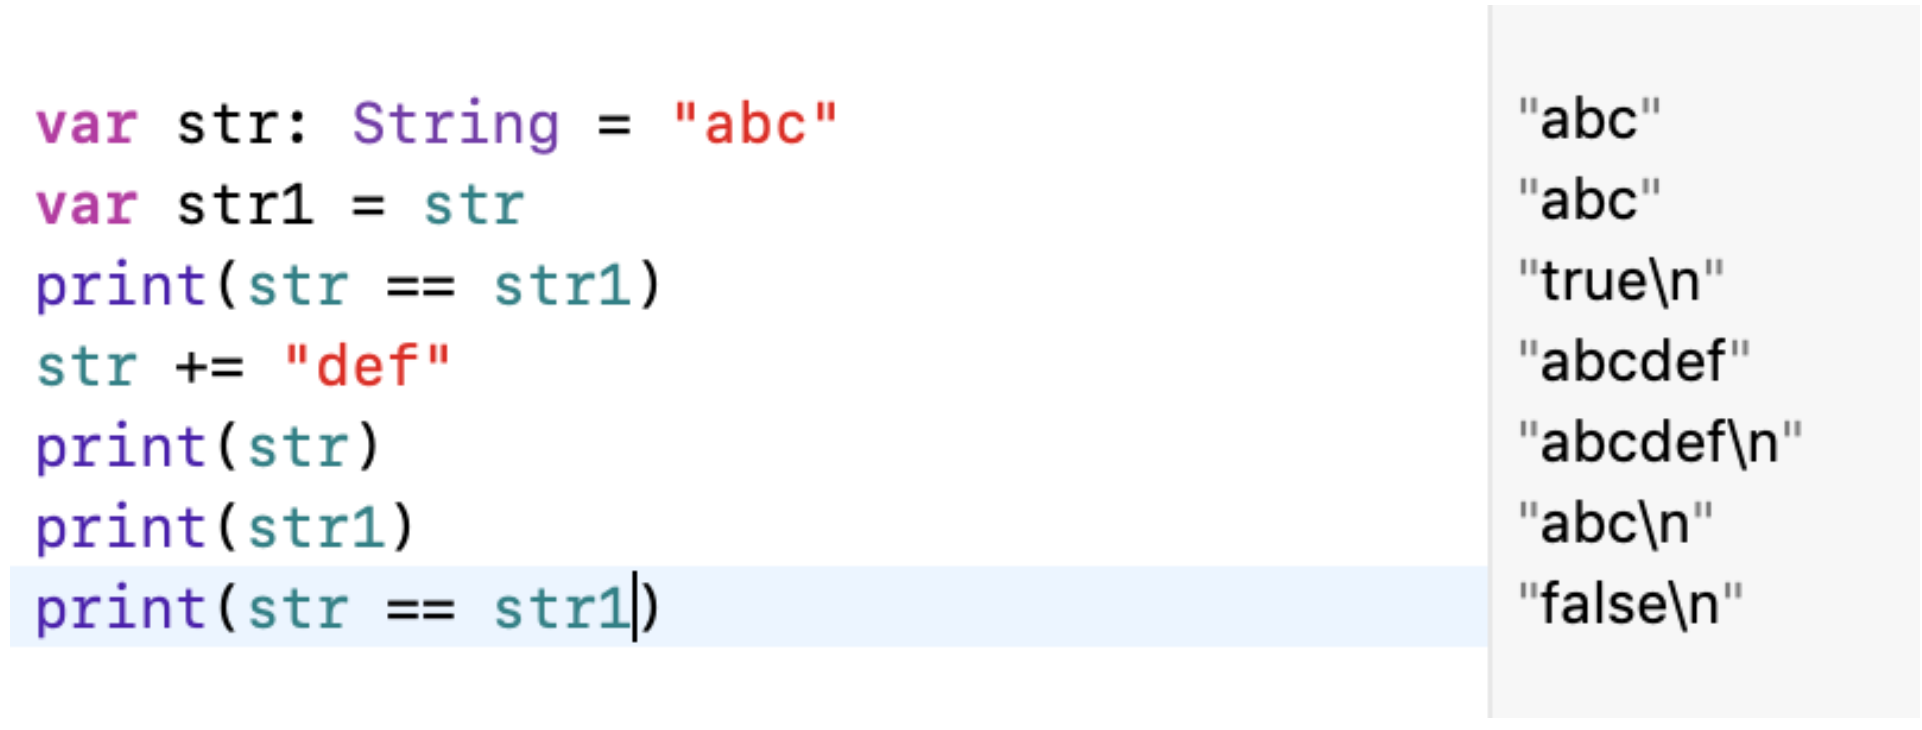 var str: String = "abc"
var str1 = str
print(str == str1)
str += "def"
print(str)
print(str1)
print(str == str1)
"abc"
"abc"
"true\n"
"abcdef"
"abcdef\n"
"abc\n"
"false\n"